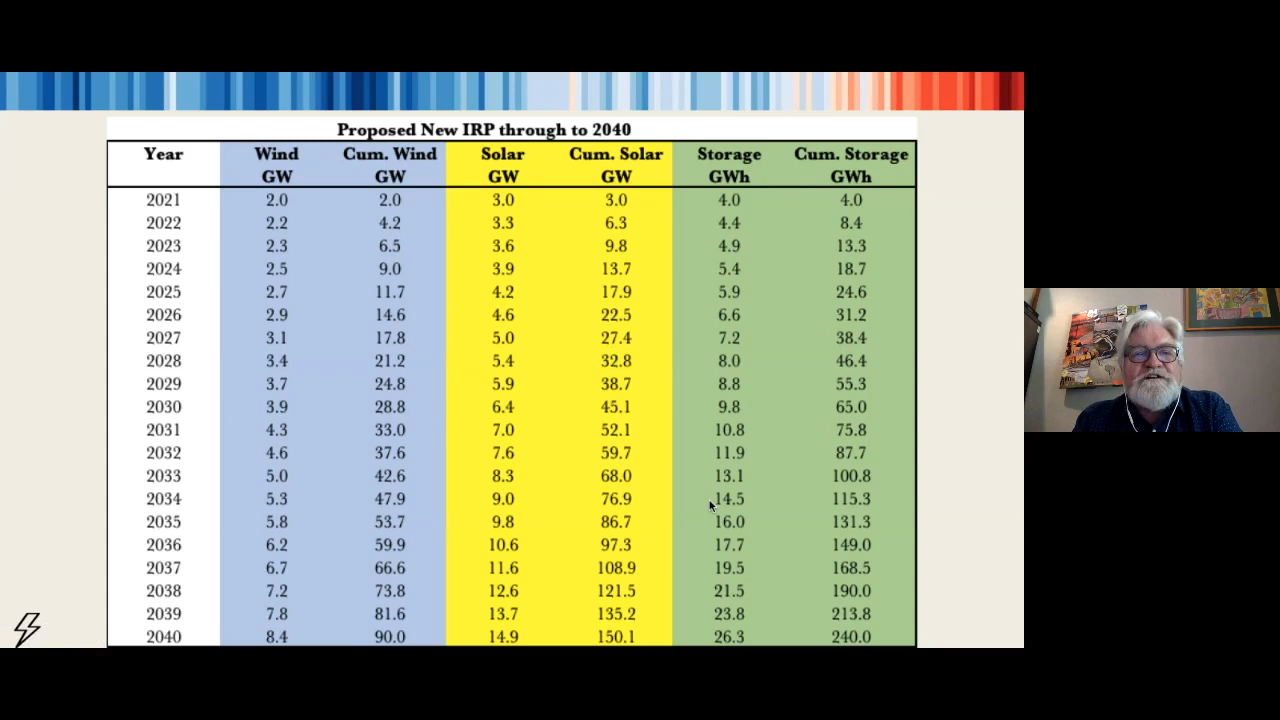 Proposed New IRP through to 2040
Year Wind Cum. Wind Solar Cum. Solar Storage Cum. Storage
GW GW GW GW GWh GWh
2021 2.0 2.0 3.0 3.0 4.0 4.0
2022 2.2 4.2 3.3 6.3 4.4 8.4
2023 2.3 6.5 3.6 9.8 4.9 13.3
2024 2.5 9.0 3.9 13.7 5.4 18.7
2025 2.7 11.7 4.2 17.9 5.9 24.6
2026 2.9 14.6 4.6 22.5 6.6 31.2
2027 3.1 17.8 5.0 27.4 7.2 38.4
2028 3.4 21.2 5.4 32.8 8.0 46.4
2029 3.7 24.8 5.9 38.7 8.8 55.3
2030 3.9 28.8 6.4 45.1 9.8 65.0
2031 4.3 33.0 7.0 52.1 10.8 75.8
2032 4.6 37.6 7.6 59.7 11.9 87.7
2033 5.0 42.6 8.3 68.0 13.1 100.8
2034 5.3 47.9 9.0 76.9 14.5 115.3
2035 5.8 53.7 9.8 86.7 16.0 131.3
2036 6.2 59.9 10.6 97.3 17.7 149.0
2037 6.7 66.6 11.6 108.9 19.5 168.5
2038 7.2 73.8 12.6 121.5 21.5 190.0
2039 7.8 81.6 13.7 135.2 23.8 213.8
2040 8.4 90.0 14.9 150.1 26.3 240.0